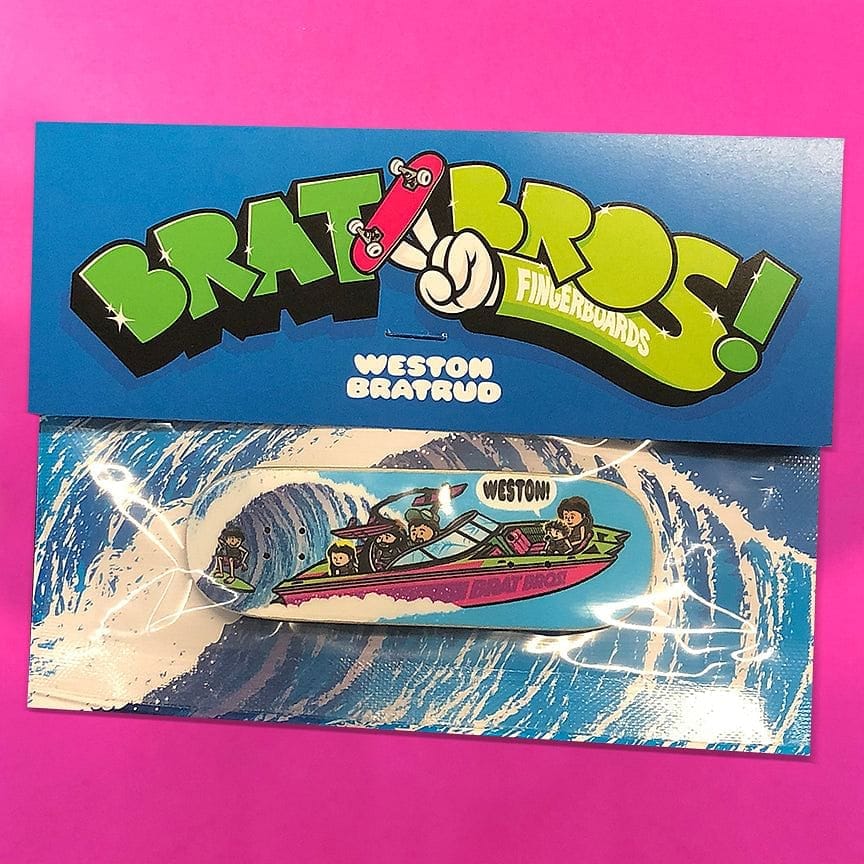 BRAT BROS!
FINGERBOARDS
WESTON
BRATRUD
WESTON!
BRAT BROS!